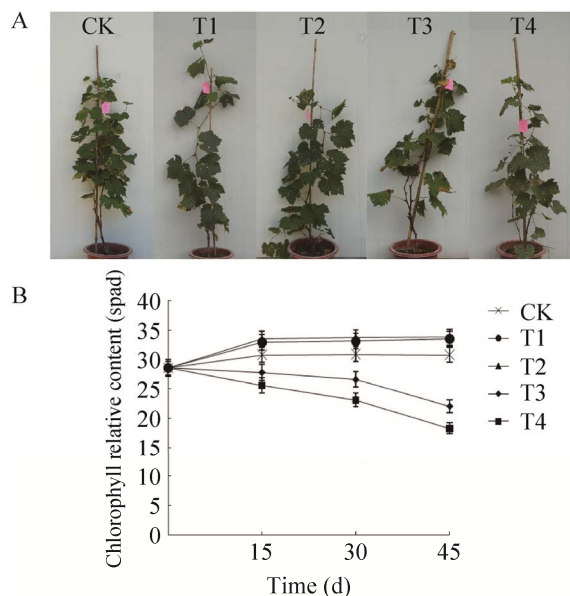 A
CK T1 T2 T3 T4
B
Chlorophyll relative content (spad)
40
35
30
25
20
15
10
5
0
15 30 45
Time (d)
CK
T1
T2
T3
T4